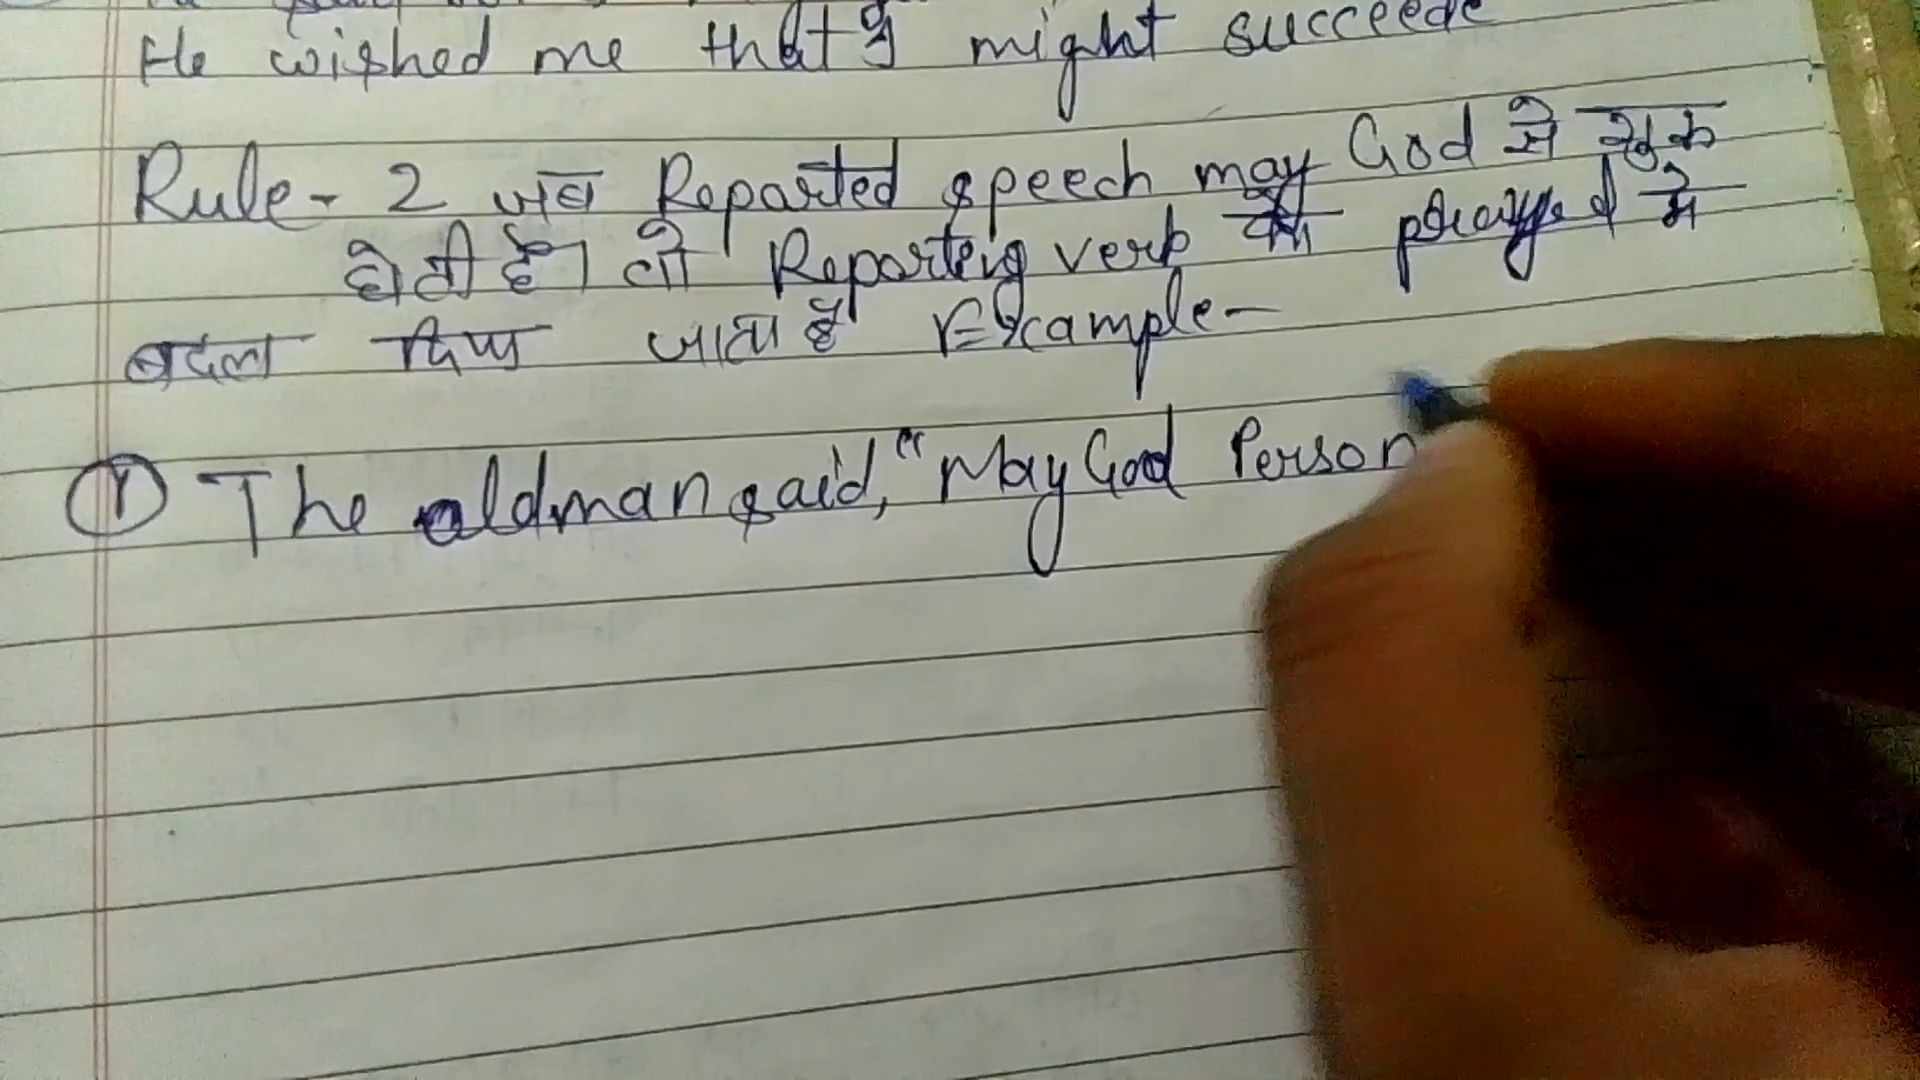 He wished me that I might succeede
Rule- 2 जब Reported speech may God से शुरू
होती है। तो Reporteing verb को prayed में
बदल दिया जाता है Example-
① The oldman said, "May God Person